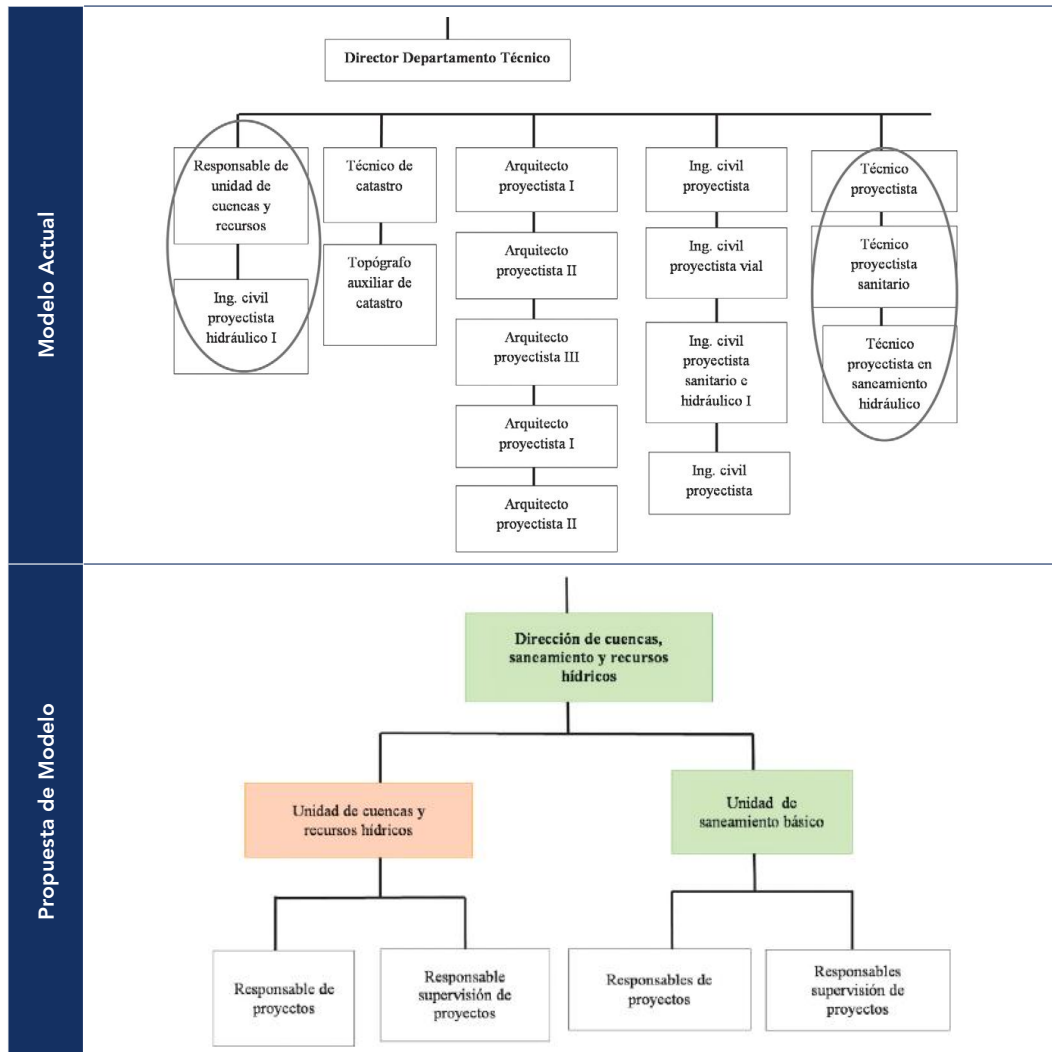 Modelo Actual
Director Departamento Técnico
Responsable de
unidad de
cuencas y
recursos
Ing. civil
proyectista
hidráulico I
Técnico de
catastro
Topógrafo
auxiliar de
catastro
Arquitecto
proyectista I
Arquitecto
proyectista II
Arquitecto
proyectista III
Arquitecto
proyectista I
Arquitecto
proyectista II
Ing. civil
proyectista
Ing. civil
proyectista vial
Ing. civil
proyectista
sanitario e
hidráulico I
Ing. civil
proyectista
Técnico
proyectista
Técnico
proyectista
sanitario
Técnico
proyectista en
saneamiento
hidráulico
Propuesta de Modelo
Dirección de cuencas,
saneamiento y recursos
hídricos
Unidad de cuencas y
recursos hídricos
Unidad de
saneamiento básico
Responsable de
proyectos
Responsable
supervisión de
proyectos
Responsables de
proyectos
Responsables
supervisión de
proyectos